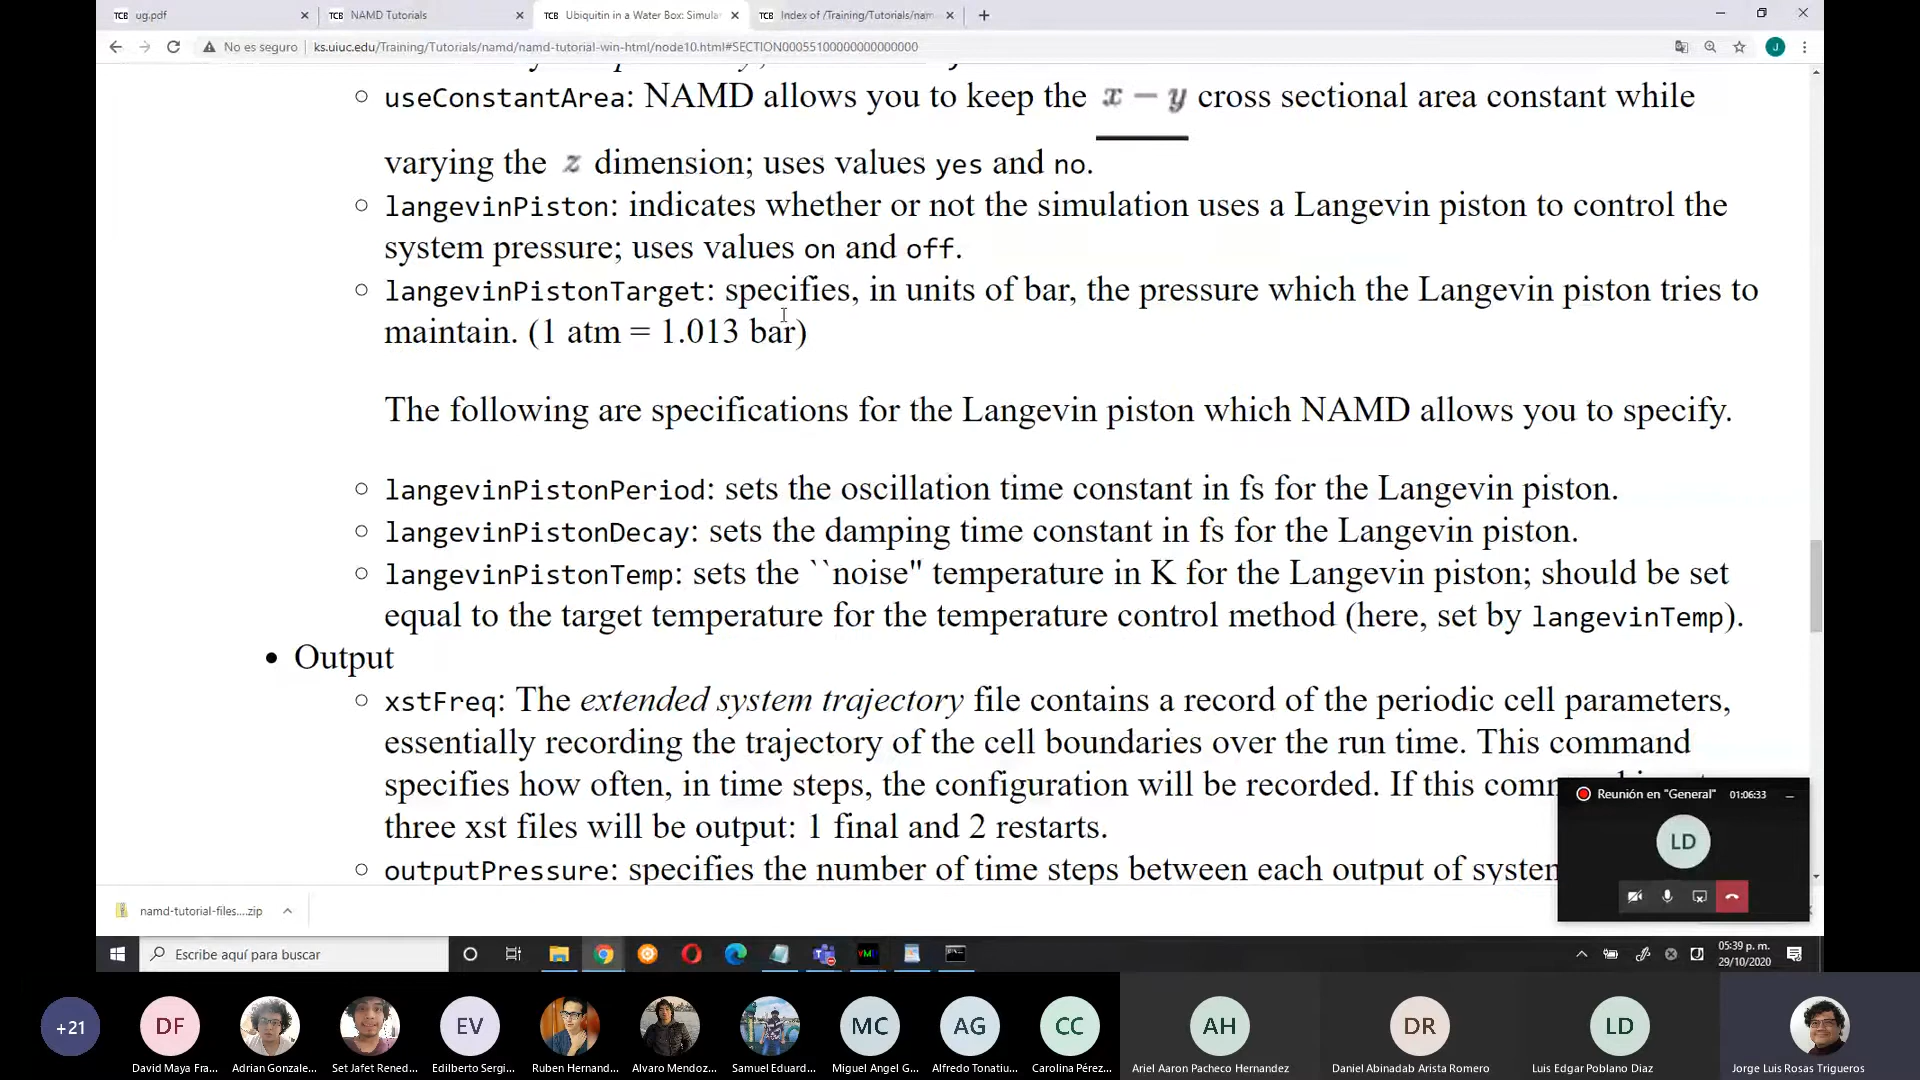 ug.pdf
NAMD Tutorials
Ubiquitin in a Water Box: Simula
Index of /Training/Tutorials/nam
No es seguro
ks.uiuc.edu/Training/Tutorials/namd/namd-tutorial-win-html/node10.html#SECTION00055100000000000000
J
useConstantArea: NAMD allows you to keep the x − y cross sectional area constant while
varying the z dimension; uses values yes and no.
langevinPiston: indicates whether or not the simulation uses a Langevin piston to control the
system pressure; uses values on and off.
langevinPistonTarget: specifies, in units of bar, the pressure which the Langevin piston tries to
maintain. (1 atm = 1.013 bar)
The following are specifications for the Langevin piston which NAMD allows you to specify.
langevinPistonPeriod: sets the oscillation time constant in fs for the Langevin piston.
langevinPistonDecay: sets the damping time constant in fs for the Langevin piston.
langevinPistonTemp: sets the ``noise'' temperature in K for the Langevin piston; should be set
equal to the target temperature for the temperature control method (here, set by langevinTemp).
Output
xstFreq: The extended system trajectory file contains a record of the periodic cell parameters,
essentially recording the trajectory of the cell boundaries over the run time. This command
specifies how often, in time steps, the configuration will be recorded. If this comm
three xst files will be output: 1 final and 2 restarts.
outputPressure: specifies the number of time steps between each output of system
Reunión en "General" 01:06:33
LD
namd-tutorial-files....zip
Escribe aquí para buscar
05:39 p. m.
29/10/2020
+21
DF
EV
MC
AG
CC
AH
DR
LD
David Maya Fra...
Adrian Gonzale...
Set Jafet Rened...
Edilberto Sergi...
Ruben Hernand...
Alvaro Mendoz...
Samuel Eduard...
Miguel Angel G...
Alfredo Tonatiu...
Carolina Pérez...
Ariel Aaron Pacheco Hernandez
Daniel Abinadab Arista Romero
Luis Edgar Poblano Diaz
Jorge Luis Rosas Trigueros